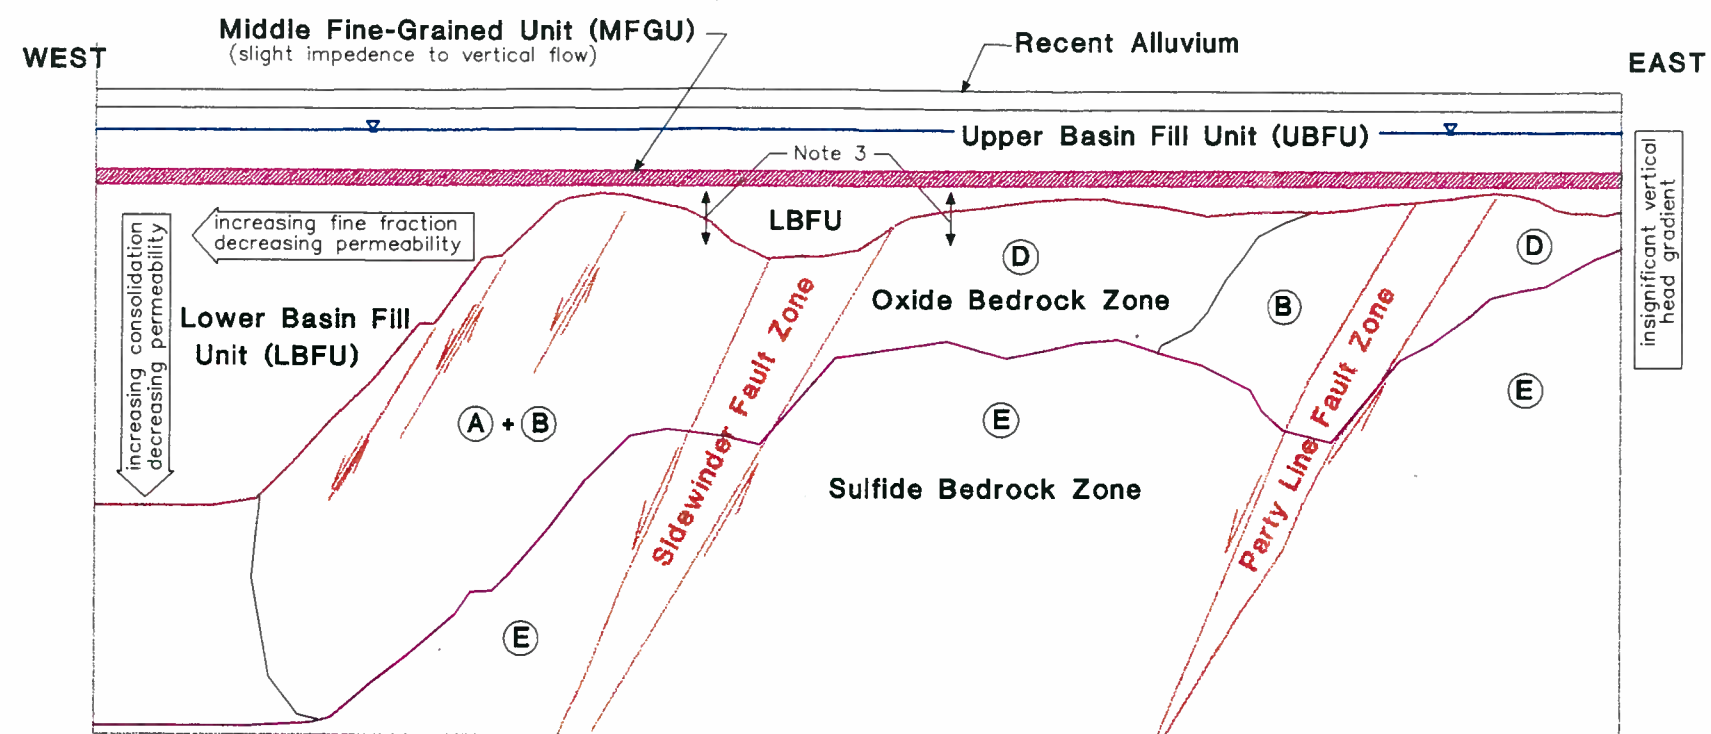 Middle Fine-Grained Unit (MFGU)
(slight impedence to vertical flow)
Recent Alluvium
WEST
EAST
Upper Basin Fill Unit (UBFU)
Note 3
insignificant vertical
head gradient
increasing fine fraction
decreasing permeability
LBFU
increasing consolidation
decreasing permeability
D
D
Oxide Bedrock Zone
B
Lower Basin Fill
Unit (LBFU)
Sidewinder Fault Zone
Party Line Fault Zone
A + B
E
E
Sulfide Bedrock Zone
E